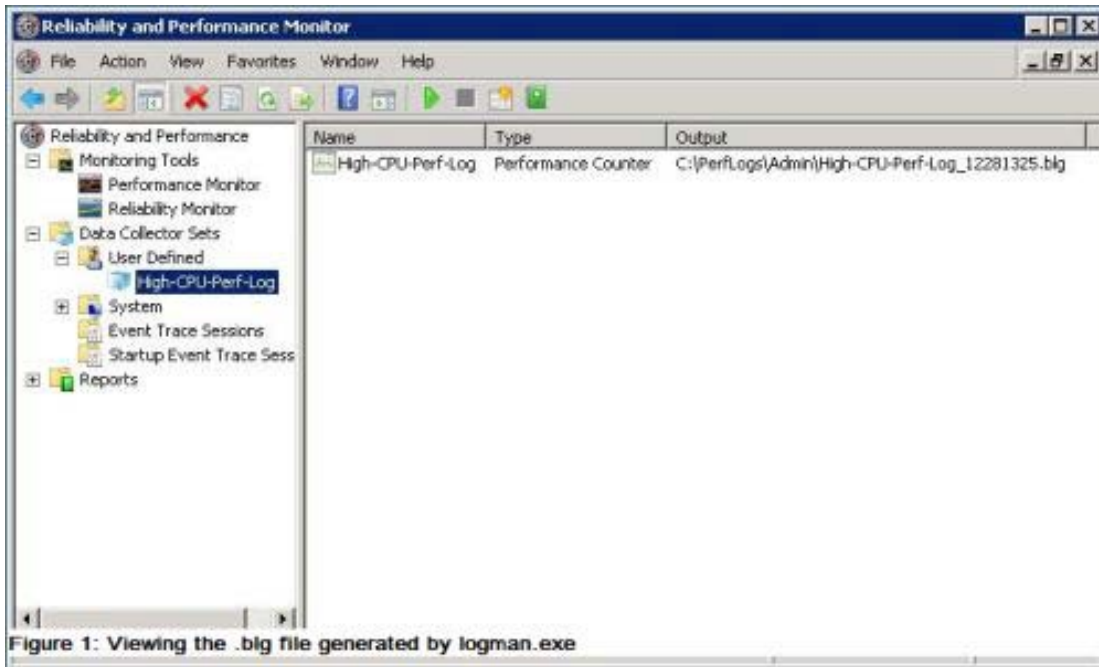 Reliability and Performance Monitor
File Action View Favorites Window Help
Reliability and Performance
Monitoring Tools
Performance Monitor
Reliability Monitor
Data Collector Sets
User Defined
High-CPU-Perf-Log
System
Event Trace Sessions
Startup Event Trace Sess
Reports
Name Type Output
High-CPU-Perf-Log Performance Counter C:\PerfLogs\Admin\High-CPU-Perf-Log_12281325.blg
Figure 1: Viewing the .blg file generated by logman.exe